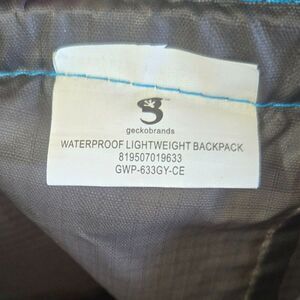 geckobrands
WATERPROOF LIGHTWEIGHT BACKPACK
819507019633
GWP-633GY-CE